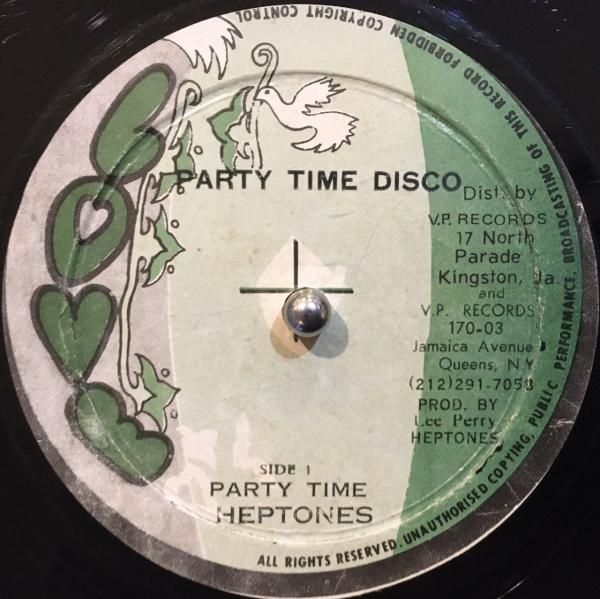 LOVE
PARTY TIME DISCO
Dist. by
V.P. RECORDS
17 North
Parade
Kingston, Ja.
and
V.P. RECORDS
170-03
Jamaica Avenue
Queens, N.Y
(212)291-7058
PROD. BY
Lee Perry
HEPTONES
SIDE 1
PARTY TIME
HEPTONES
ALL RIGHTS RESERVED. UNAUTHORISED COPYING, PUBLIC PERFORMANCE, BROADCASTING OF THIS RECORD FORBIDDEN COPYRIGHT CONTROL